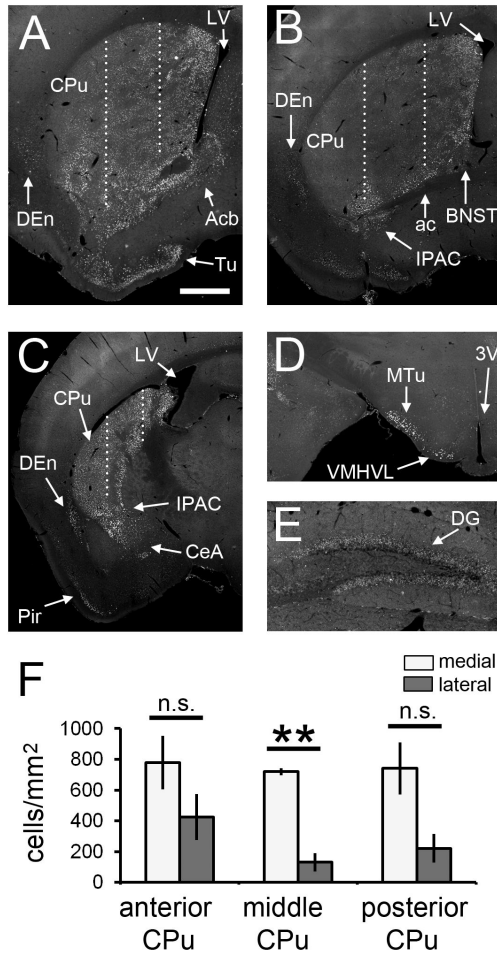 A
LV
CPu
DEn
Acb
Tu
B
LV
DEn
CPu
ac
BNST
IPAC
C
LV
CPu
DEn
IPAC
CeA
Pir
D
3V
MTu
VMHVL
E
DG
F
medial
lateral
n.s.
**
n.s.
cells/mm²
1000
800
600
400
200
0
anterior CPu
middle CPu
posterior CPu